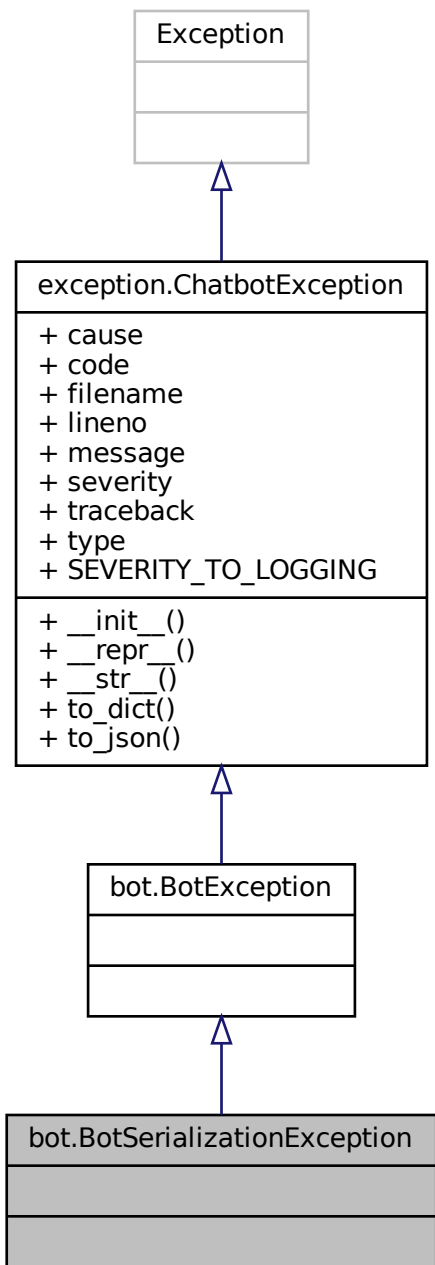 Exception
exception.ChatbotException
+ cause
+ code
+ filename
+ lineno
+ message
+ severity
+ traceback
+ type
+ SEVERITY_TO_LOGGING
+ __init__()
+ __repr__()
+ __str__()
+ to_dict()
+ to_json()
bot.BotException
bot.BotSerializationException